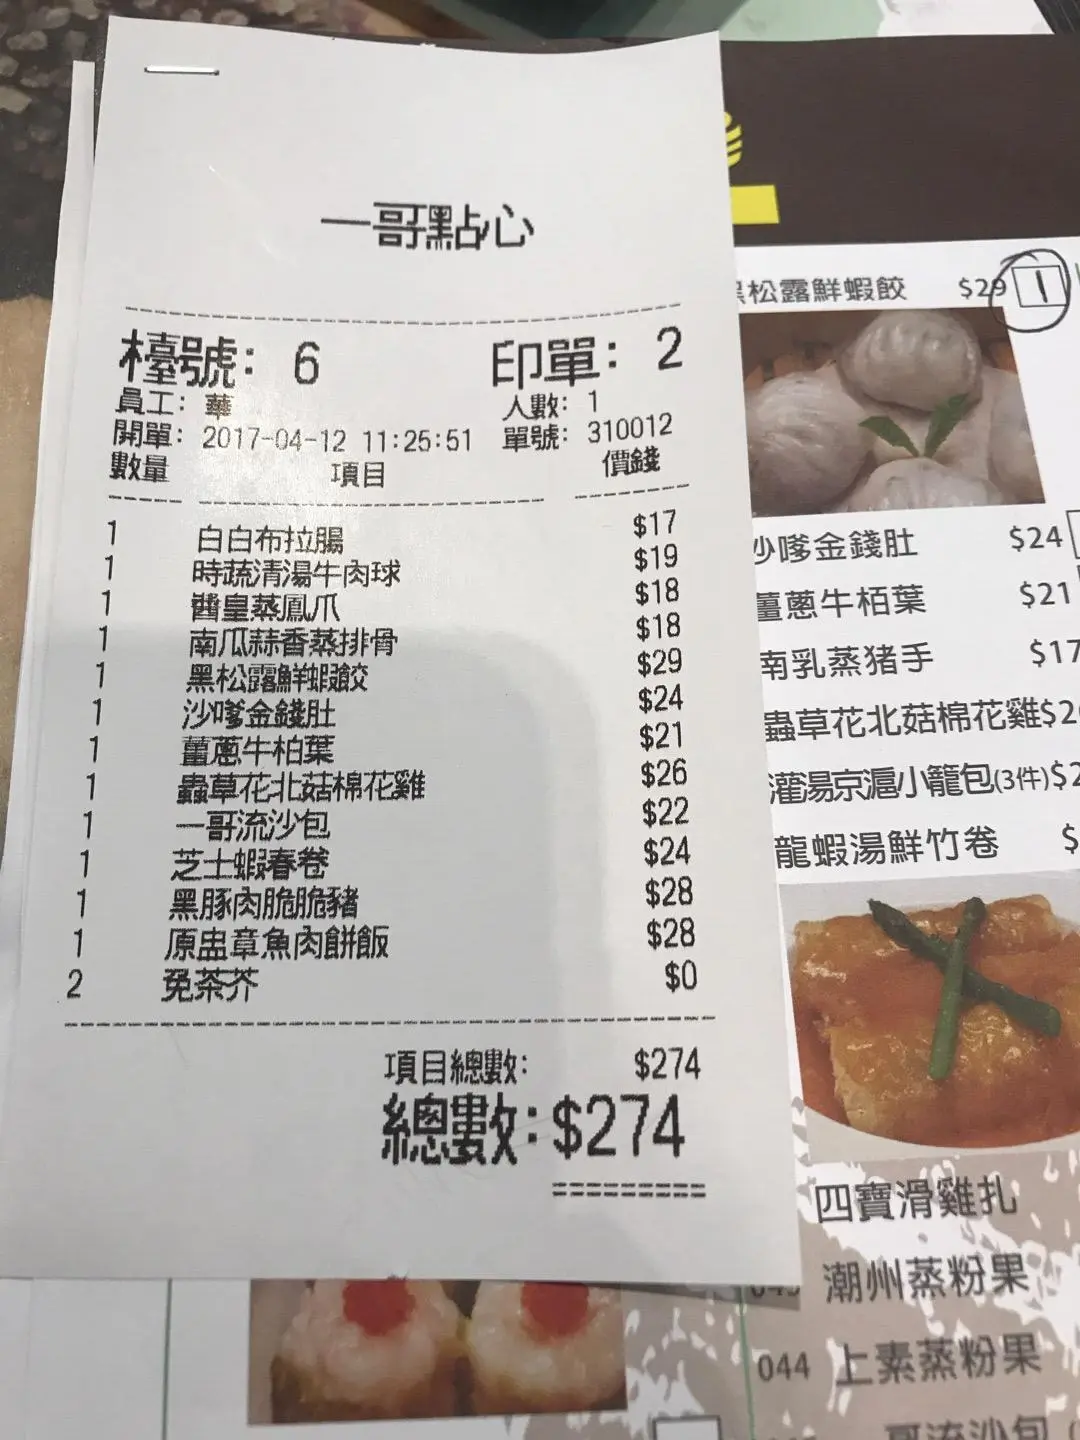 一哥點心
檯號: 6 印單: 2
員工: 華 人數: 1
開單: 2017-04-12 11:25:51 單號: 310012
數量 項目 價錢
1 白白布拉腸 $17
1 時蔬清湯牛肉球 $19
1 醬皇蒸鳳爪 $18
1 南瓜蒜香蒸排骨 $18
1 黑松露鮮蝦餃 $29
1 沙嗲金錢肚 $24
1 薑蔥牛柏葉 $21
1 蟲草花北菇棉花雞 $26
1 一哥流沙包 $22
1 芝士蝦春卷 $24
1 黑豚肉脆脆豬 $28
1 原盅章魚肉餅飯 $28
2 免茶芥 $0
項目總數: $274
總數: $274
=========
松露鮮蝦餃 $29 1
沙嗲金錢肚 $24
薑蔥牛栢葉 $21
南乳蒸猪手 $17
蟲草花北菇棉花雞 $2
灌湯京滬小籠包(3件) $2
龍蝦湯鮮竹卷 $
四寶滑雞扎
潮州蒸粉果
044 上素蒸粉果
哥流沙包